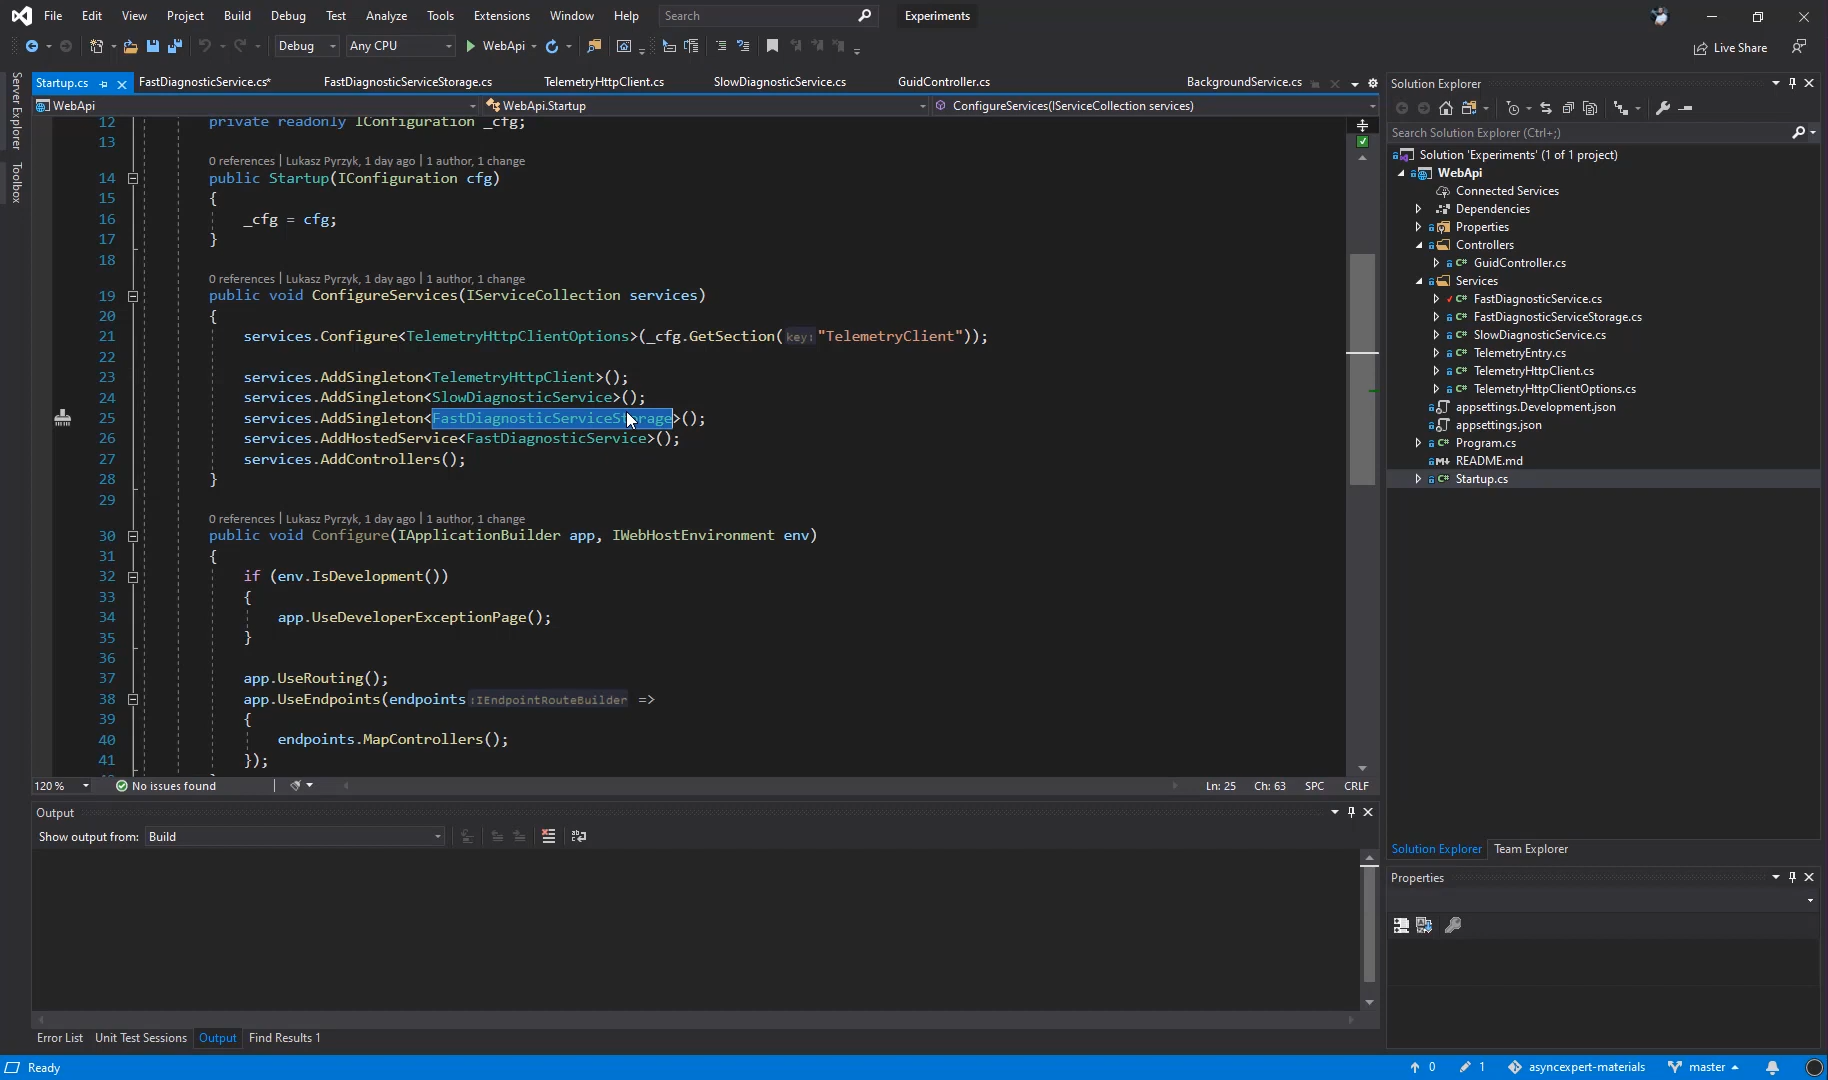 File Edit View Project Build Debug Test Analyze Tools Extensions Window Help Search Experiments
Debug Any CPU WebApi Live Share
Server Explorer
Toolbox
Startup.cs FastDiagnosticService.cs* FastDiagnosticServiceStorage.cs TelemetryHttpClient.cs SlowDiagnosticService.cs GuidController.cs BackgroundService.cs
WebApi WebApi.Startup ConfigureServices(IServiceCollection services)
12 private readonly IConfiguration _cfg;
13
0 references | Lukasz Pyrzyk, 1 day ago | 1 author, 1 change
14 public Startup(IConfiguration cfg)
15 {
16 _cfg = cfg;
17 }
18
0 references | Lukasz Pyrzyk, 1 day ago | 1 author, 1 change
19 public void ConfigureServices(IServiceCollection services)
20 {
21 services.Configure<TelemetryHttpClientOptions>(_cfg.GetSection(key: "TelemetryClient"));
22
23 services.AddSingleton<TelemetryHttpClient>();
24 services.AddSingleton<SlowDiagnosticService>();
25 services.AddSingleton<FastDiagnosticServiceStorage>();
26 services.AddHostedService<FastDiagnosticService>();
27 services.AddControllers();
28 }
29
0 references | Lukasz Pyrzyk, 1 day ago | 1 author, 1 change
30 public void Configure(IApplicationBuilder app, IWebHostEnvironment env)
31 {
32 if (env.IsDevelopment())
33 {
34 app.UseDeveloperExceptionPage();
35 }
36
37 app.UseRouting();
38 app.UseEndpoints(endpoints :IEndpointRouteBuilder =>
39 {
40 endpoints.MapControllers();
41 });
120 % No issues found Ln: 25 Ch: 63 SPC CRLF
Output
Show output from: Build
Error List Unit Test Sessions Output Find Results 1
Solution Explorer
Search Solution Explorer (Ctrl+;)
Solution 'Experiments' (1 of 1 project)
WebApi
Connected Services
Dependencies
Properties
Controllers
C# GuidController.cs
Services
C# FastDiagnosticService.cs
C# FastDiagnosticServiceStorage.cs
C# SlowDiagnosticService.cs
C# TelemetryEntry.cs
C# TelemetryHttpClient.cs
C# TelemetryHttpClientOptions.cs
appsettings.Development.json
appsettings.json
C# Program.cs
README.md
C# Startup.cs
Solution Explorer Team Explorer
Properties
Ready 0 1 asyncexpert-materials master